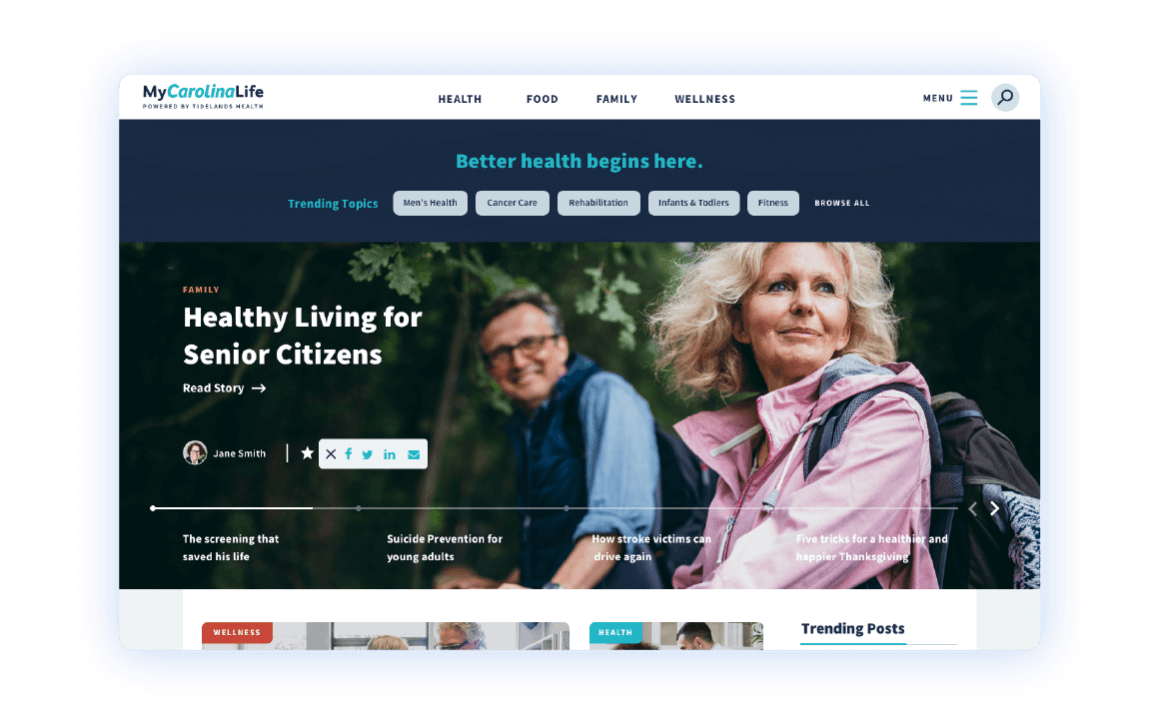 MyCarolinaLife
POWERED BY TIDELANDS HEALTH
HEALTH FOOD FAMILY WELLNESS
MENU
Better health begins here.
Trending Topics Men's Health Cancer Care Rehabilitation Infants & Todlers Fitness BROWSE ALL
FAMILY
Healthy Living for
Senior Citizens
Read Story
Jane Smith
The screening that
saved his life
Suicide Prevention for
young adults
How stroke victims can
drive again
Five tricks for a healthier and
happier Thanksgiving
WELLNESS
HEALTH
Trending Posts